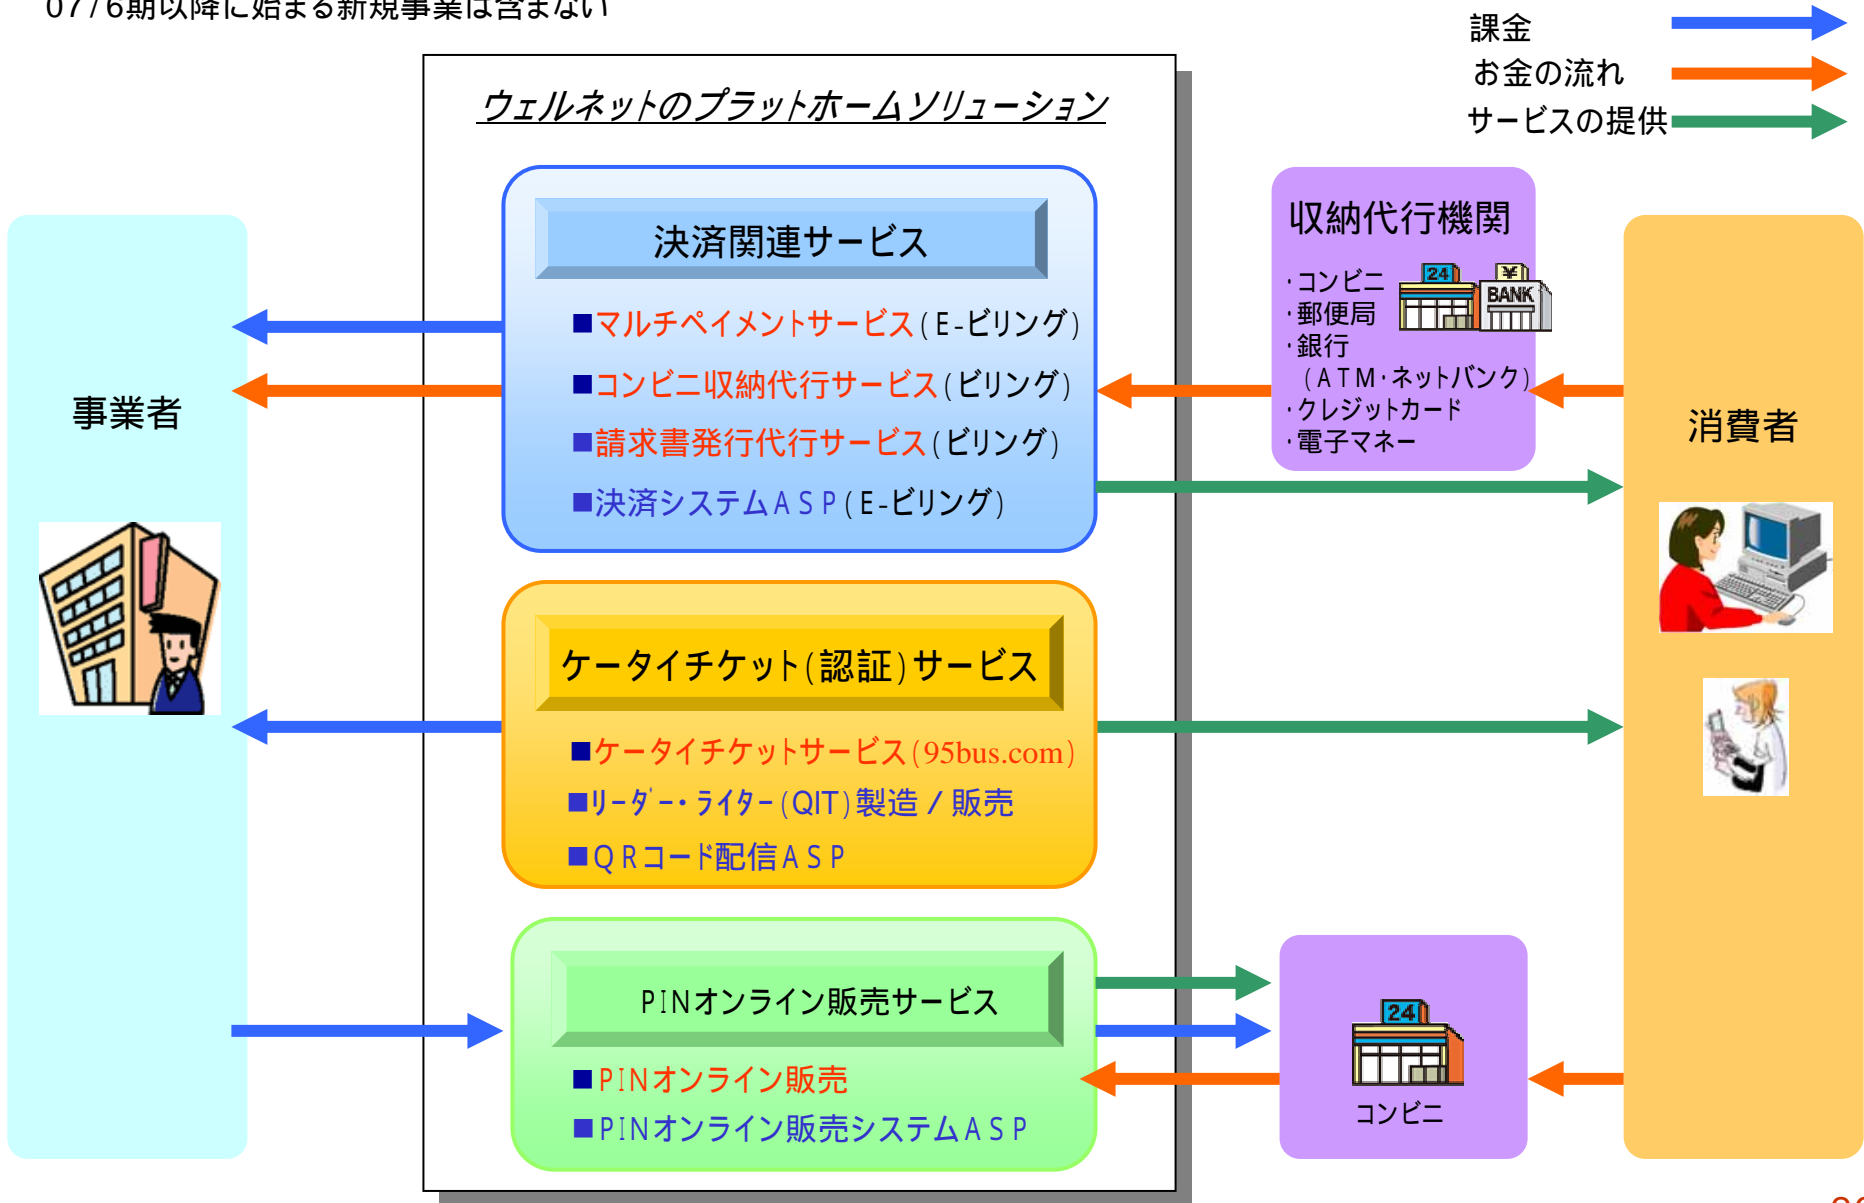 07/6期以降に始まる新規事業は含まない
課金
お金の流れ
サービスの提供
ウェルネットのプラットホームソリューション
決済関連サービス
■マルチペイメントサービス(E-ビリング)
■コンビニ収納代行サービス(ビリング)
■請求書発行代行サービス(ビリング)
■決済システムASP(E-ビリング)
収納代行機関
・コンビニ
・郵便局
・銀行
(ATM・ネットバンク)
・クレジットカード
・電子マネー
24
¥
BANK
事業者
消費者
ケータイチケット(認証)サービス
■ケータイチケットサービス(95bus.com)
■リーダー・ライター(QIT)製造/販売
■QRコード配信ASP
PINオンライン販売サービス
■PINオンライン販売
■PINオンライン販売システムASP
24
コンビニ